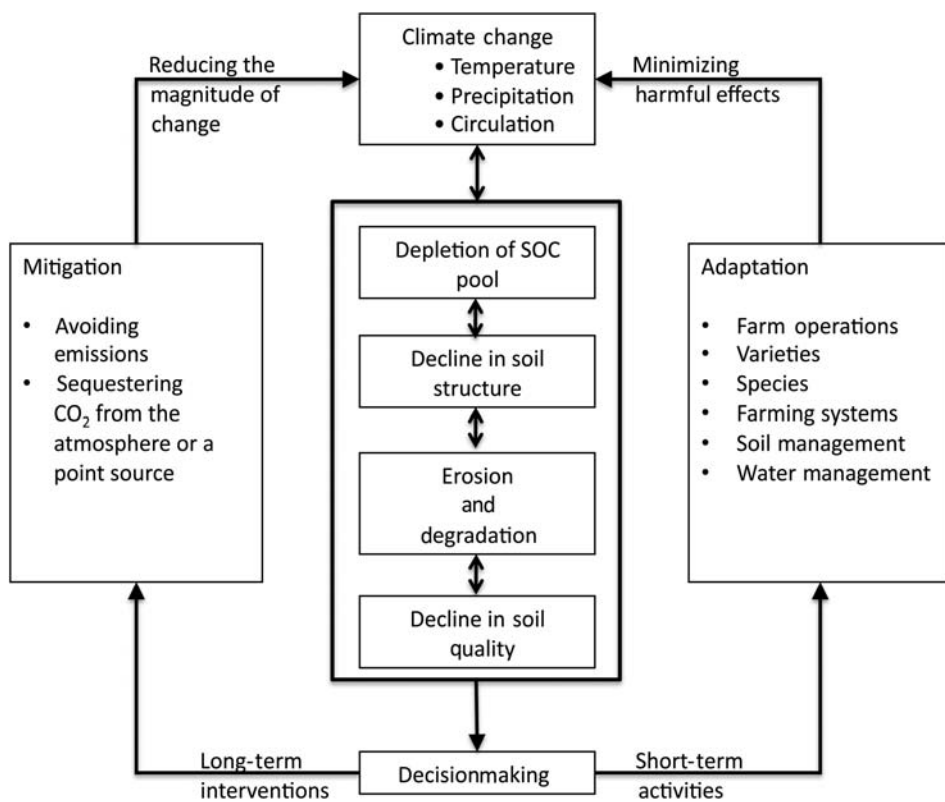 Climate change
• Temperature
• Precipitation
• Circulation
Reducing the
magnitude of
change
Minimizing
harmful effects
Mitigation
• Avoiding
emissions
• Sequestering
CO₂ from the
atmosphere or a
point source
Depletion of SOC
pool
Decline in soil
structure
Erosion
and
degradation
Decline in soil
quality
Adaptation
• Farm operations
• Varieties
• Species
• Farming systems
• Soil management
• Water management
Long-term
interventions
Decisionmaking
Short-term
activities